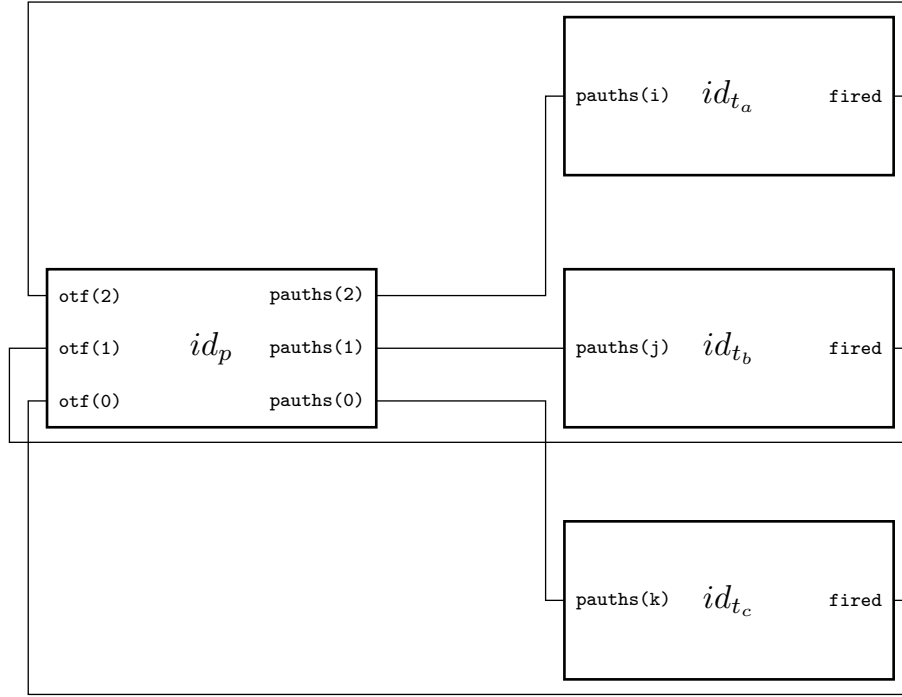 pauths(i) id_{t_a} fired
otf(2) pauths(2)
otf(1) id_p pauths(1) pauths(j) id_{t_b} fired
otf(0) pauths(0)
pauths(k) id_{t_c} fired